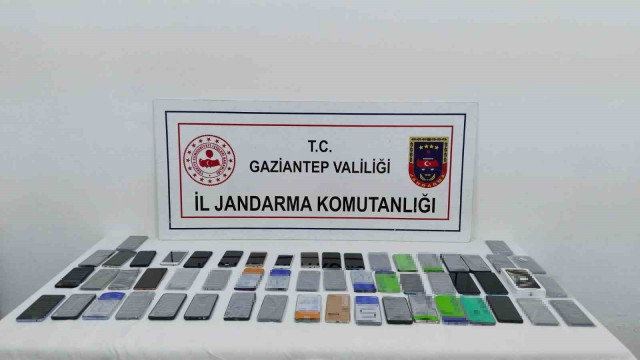 T.C.
GAZİANTEP VALİLİĞİ
İL JANDARMA KOMUTANLIĞI